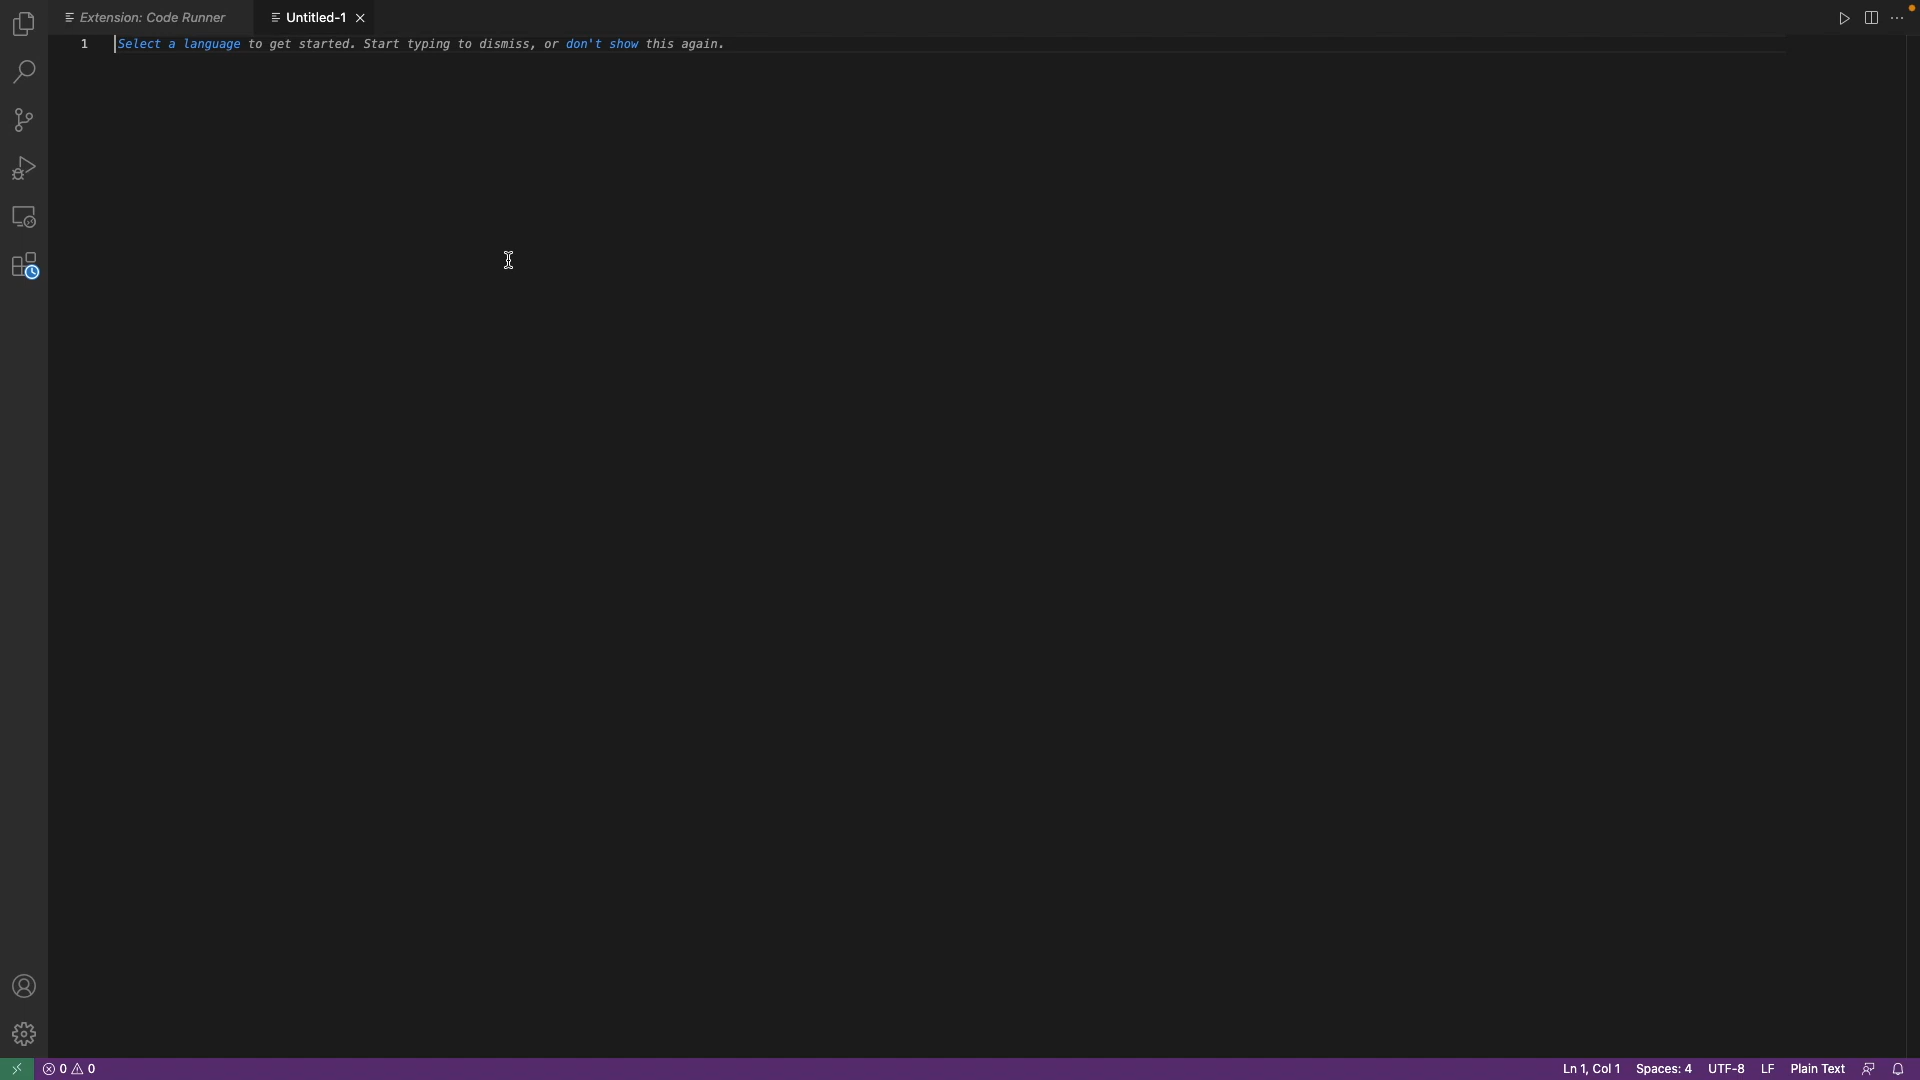 Extension: Code Runner
Untitled-1
1
Select a language to get started. Start typing to dismiss, or don't show this again.
0 0
Ln 1, Col 1
Spaces: 4
UTF-8
LF
Plain Text